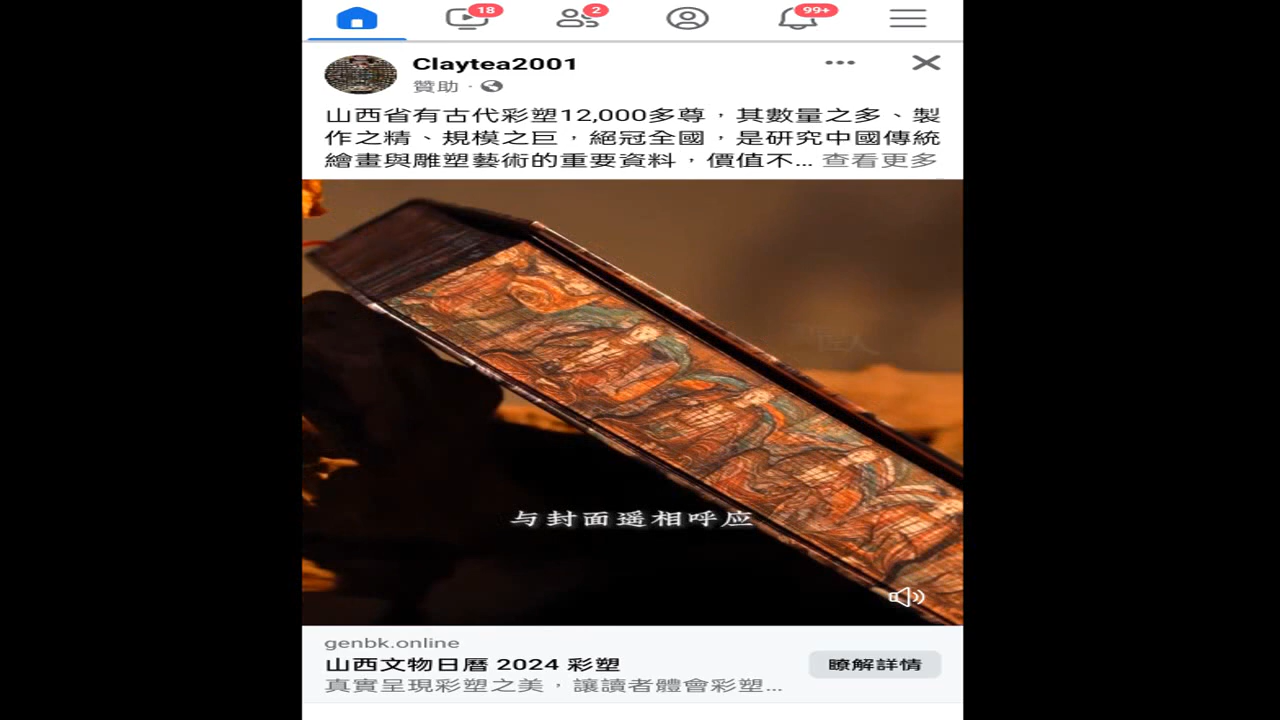 18
2
99+
Claytea2001
贊助 ·
山西省有古代彩塑12,000多尊，其數量之多、製
作之精、規模之巨，絕冠全國，是研究中國傳統
繪畫與雕塑藝術的重要資料，價值不... 查看更多
与封面遥相呼应
genbk.online
山西文物日曆 2024 彩塑
真實呈現彩塑之美，讓讀者體會彩塑...
瞭解詳情